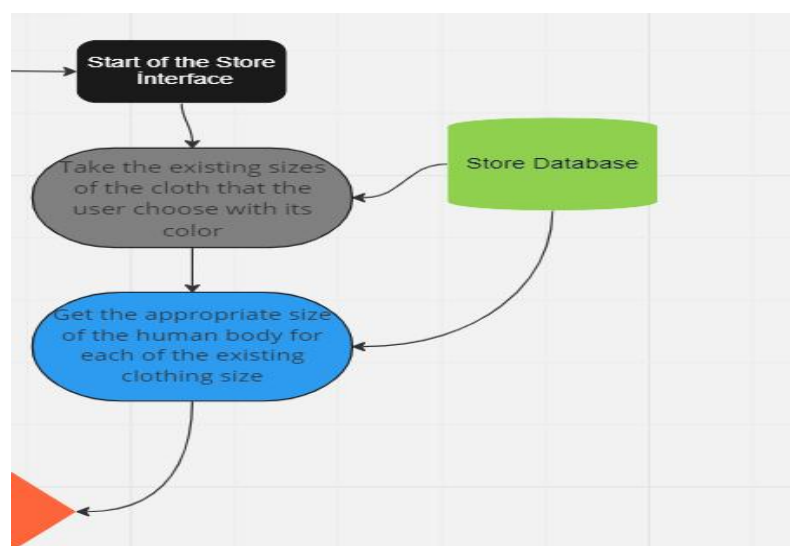 Start of the Store
Interface
Take the existing sizes
of the cloth that the
user choose with its
color
Store Database
Get the appropriate size
of the human body for
each of the existing
clothing size